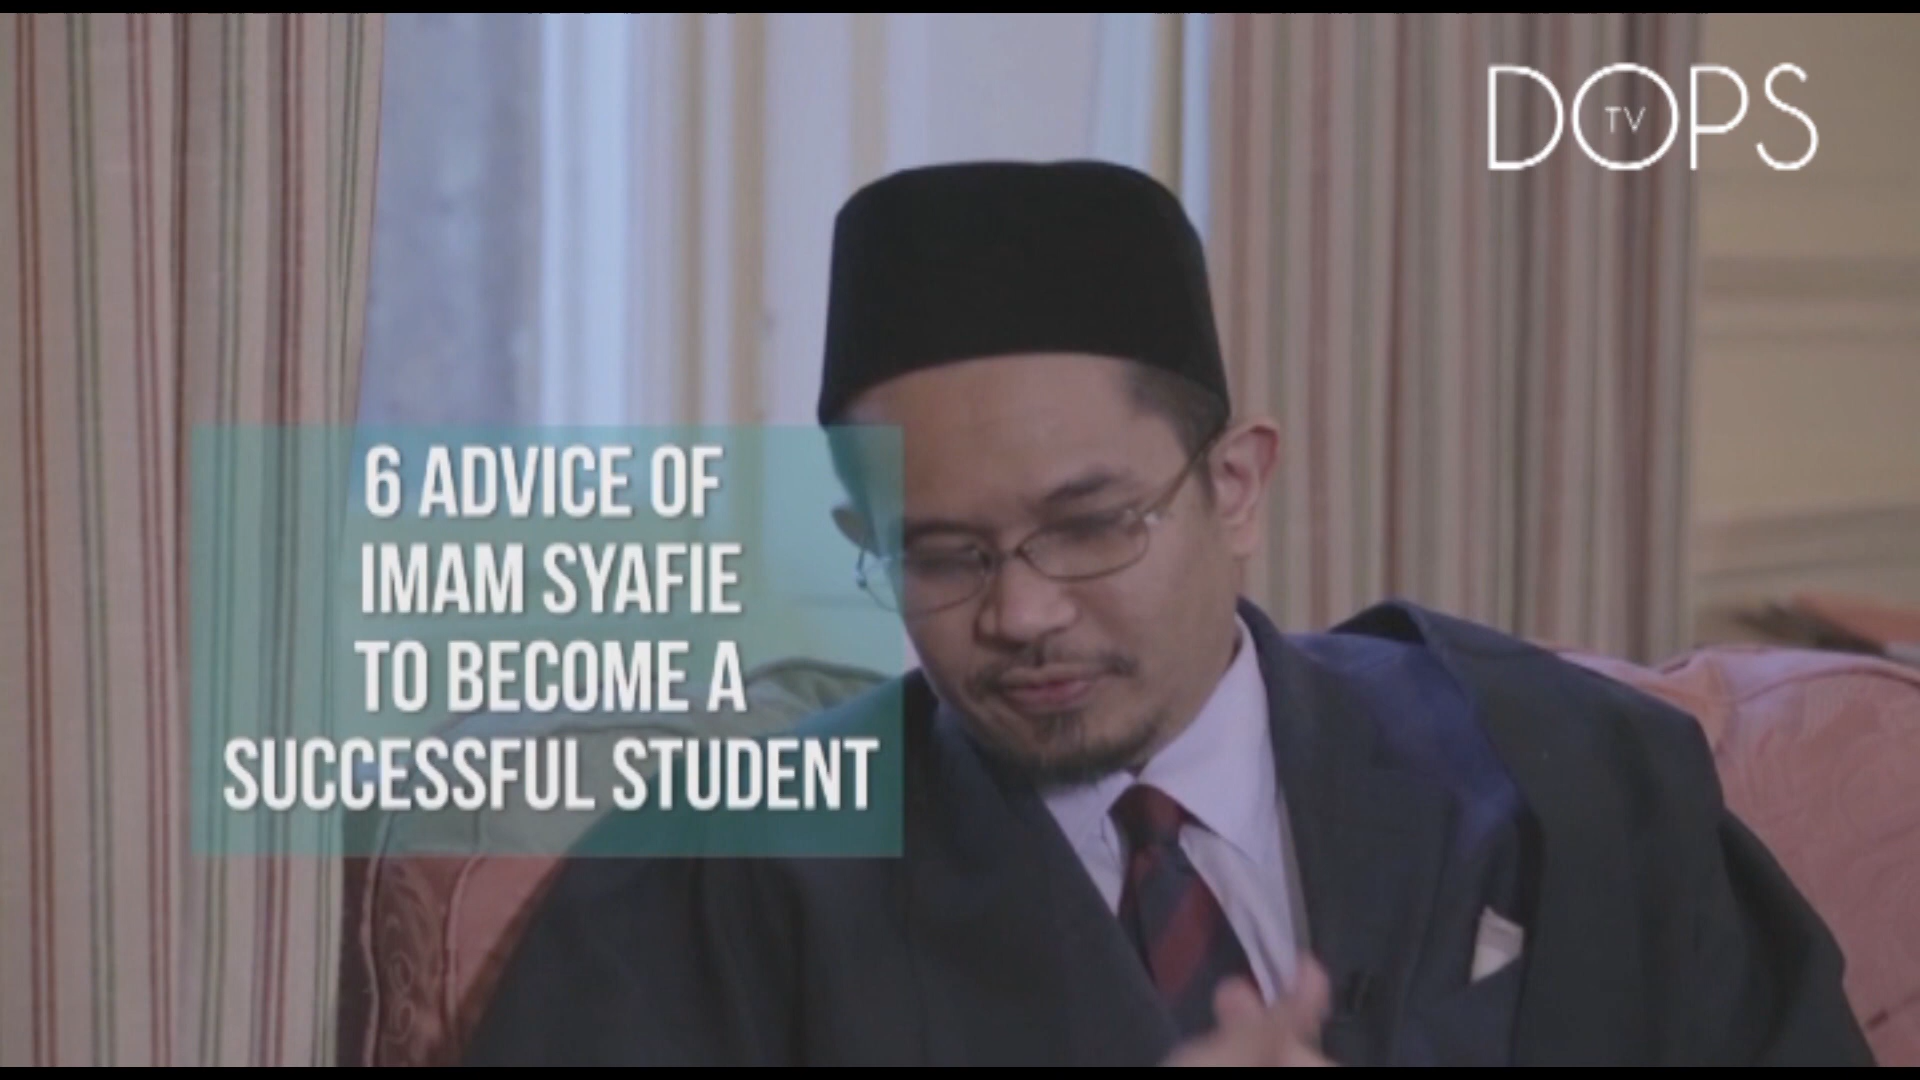 DOPS
TV
6 ADVICE OF
IMAM SYAFIE
TO BECOME A
SUCCESSFUL STUDENT